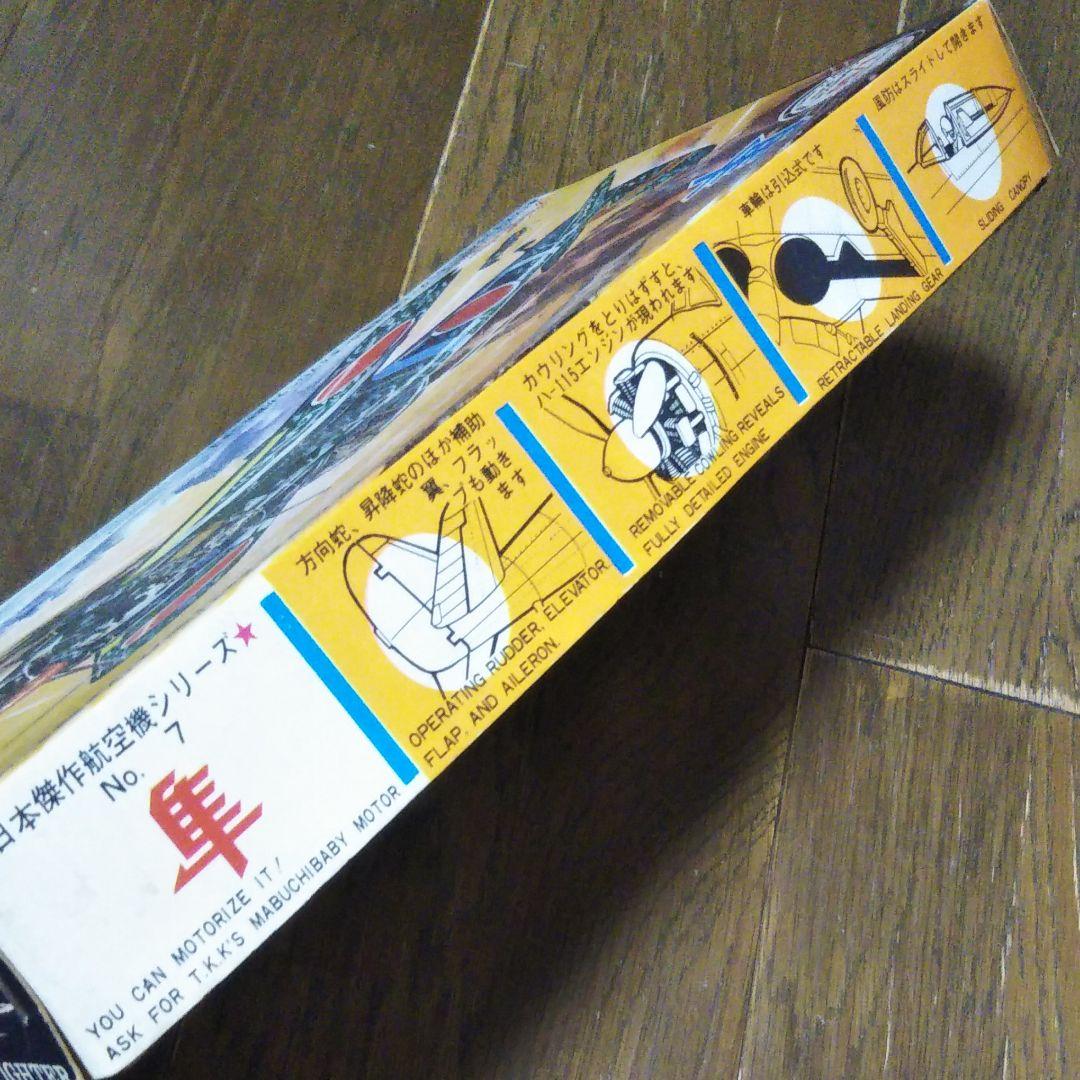 日本傑作航空機シリーズ★
No. 7
隼
YOU CAN MOTORIZE IT!
ASK FOR T.K.K'S MABUCHIBABY MOTOR
方向蛇、昇降蛇のほか補助
翼、フラッ
プも動き
ます
OPERATING RUDDER, ELEVATOR
FLAP, AND AILERON.
カウリングをとりはずすと、
ハ-115エンジンが現われます。
REMOVABLE COWLING REVEALS
FULLY DETAILED ENGINE
車輪は引込式です
RETRACTABLE LANDING GEAR
風防はスライドして開きます
SLIDING CANOPY